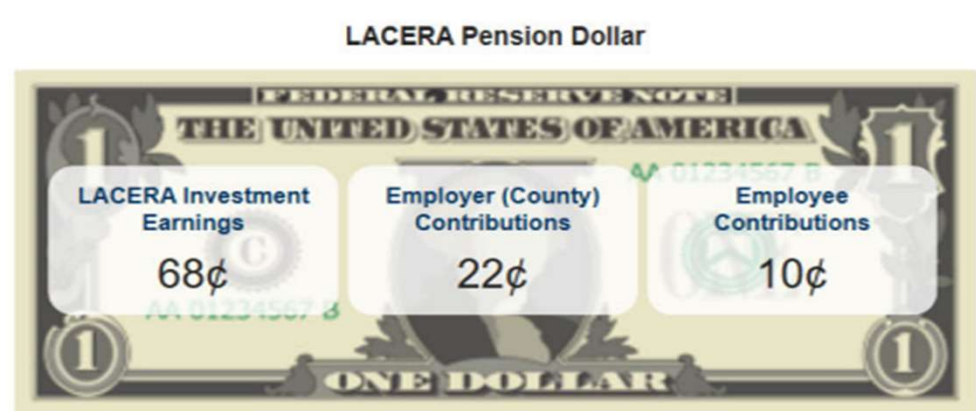 LACERA Pension Dollar
FEDERAL RESERVE NOTE
THE UNITED STATES OF AMERICA
1
1
AA 01234567 B
LACERA Investment
Earnings
68¢
Employer (County)
Contributions
22¢
Employee
Contributions
10¢
C
AA 01234567 B
1
1
ONE DOLLAR